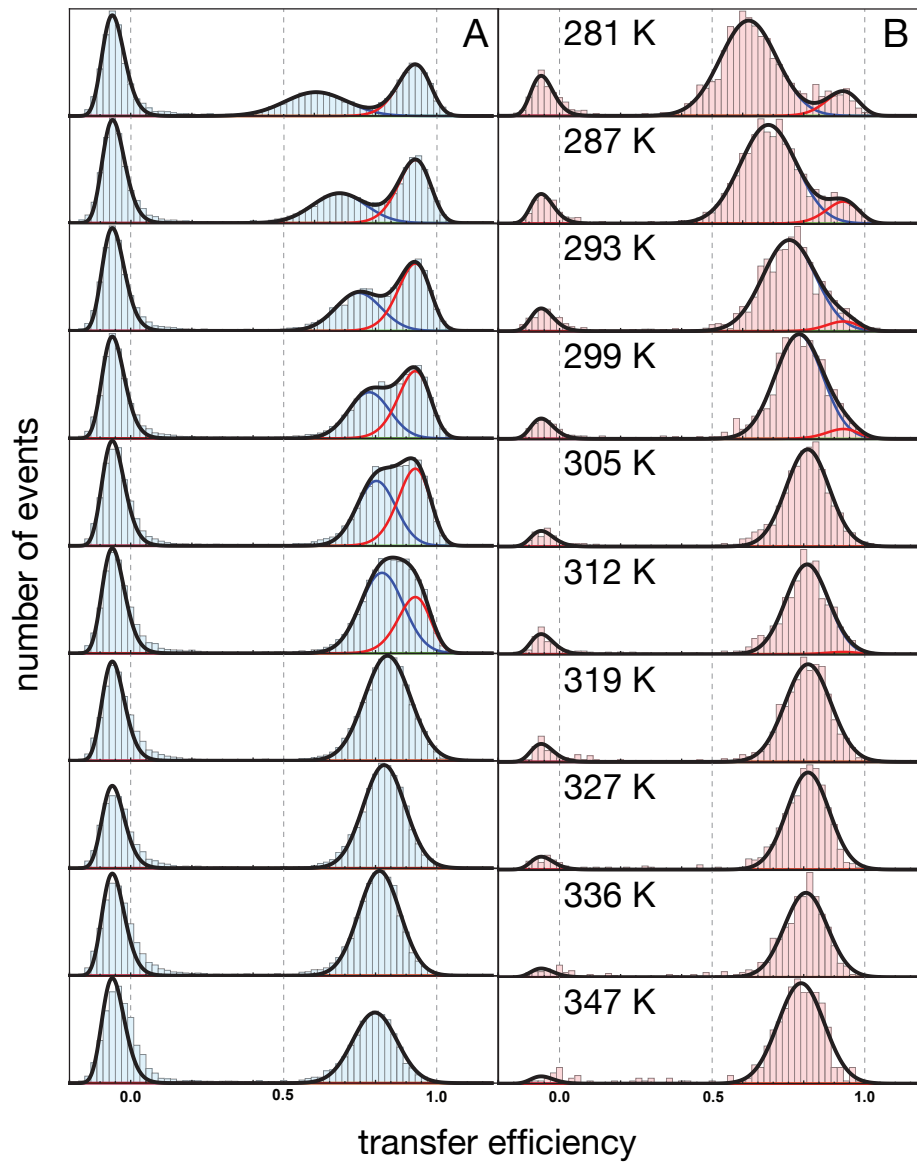 A
B
281 K
287 K
293 K
299 K
305 K
312 K
319 K
327 K
336 K
347 K
number of events
0.0 0.5 1.0
0.0 0.5 1.0
transfer efficiency